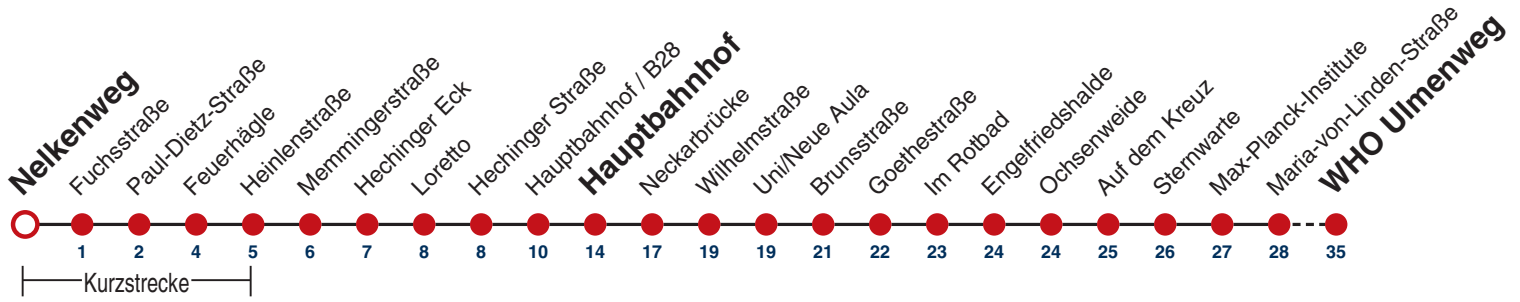 Nelkenweg
Fuchsstraße
Paul-Dietz-Straße
Feuerhägle
Heinlenstraße
Memmingerstraße
Hechinger Eck
Loretto
Hechinger Straße
Hauptbahnhof / B28
Hauptbahnhof
Neckarbrücke
Wilhelmstraße
Uni/Neue Aula
Brunsstraße
Goethestraße
Im Rotbad
Engelfriedshalde
Ochsenweide
Auf dem Kreuz
Sternwarte
Max-Planck-Institute
Maria-von-Linden-Straße
WHO Ulmenweg
1 2 4 5 6 7 8 8 10 14 17 19 19 21 22 23 24 24 25 26 27 28 35
Kurzstrecke